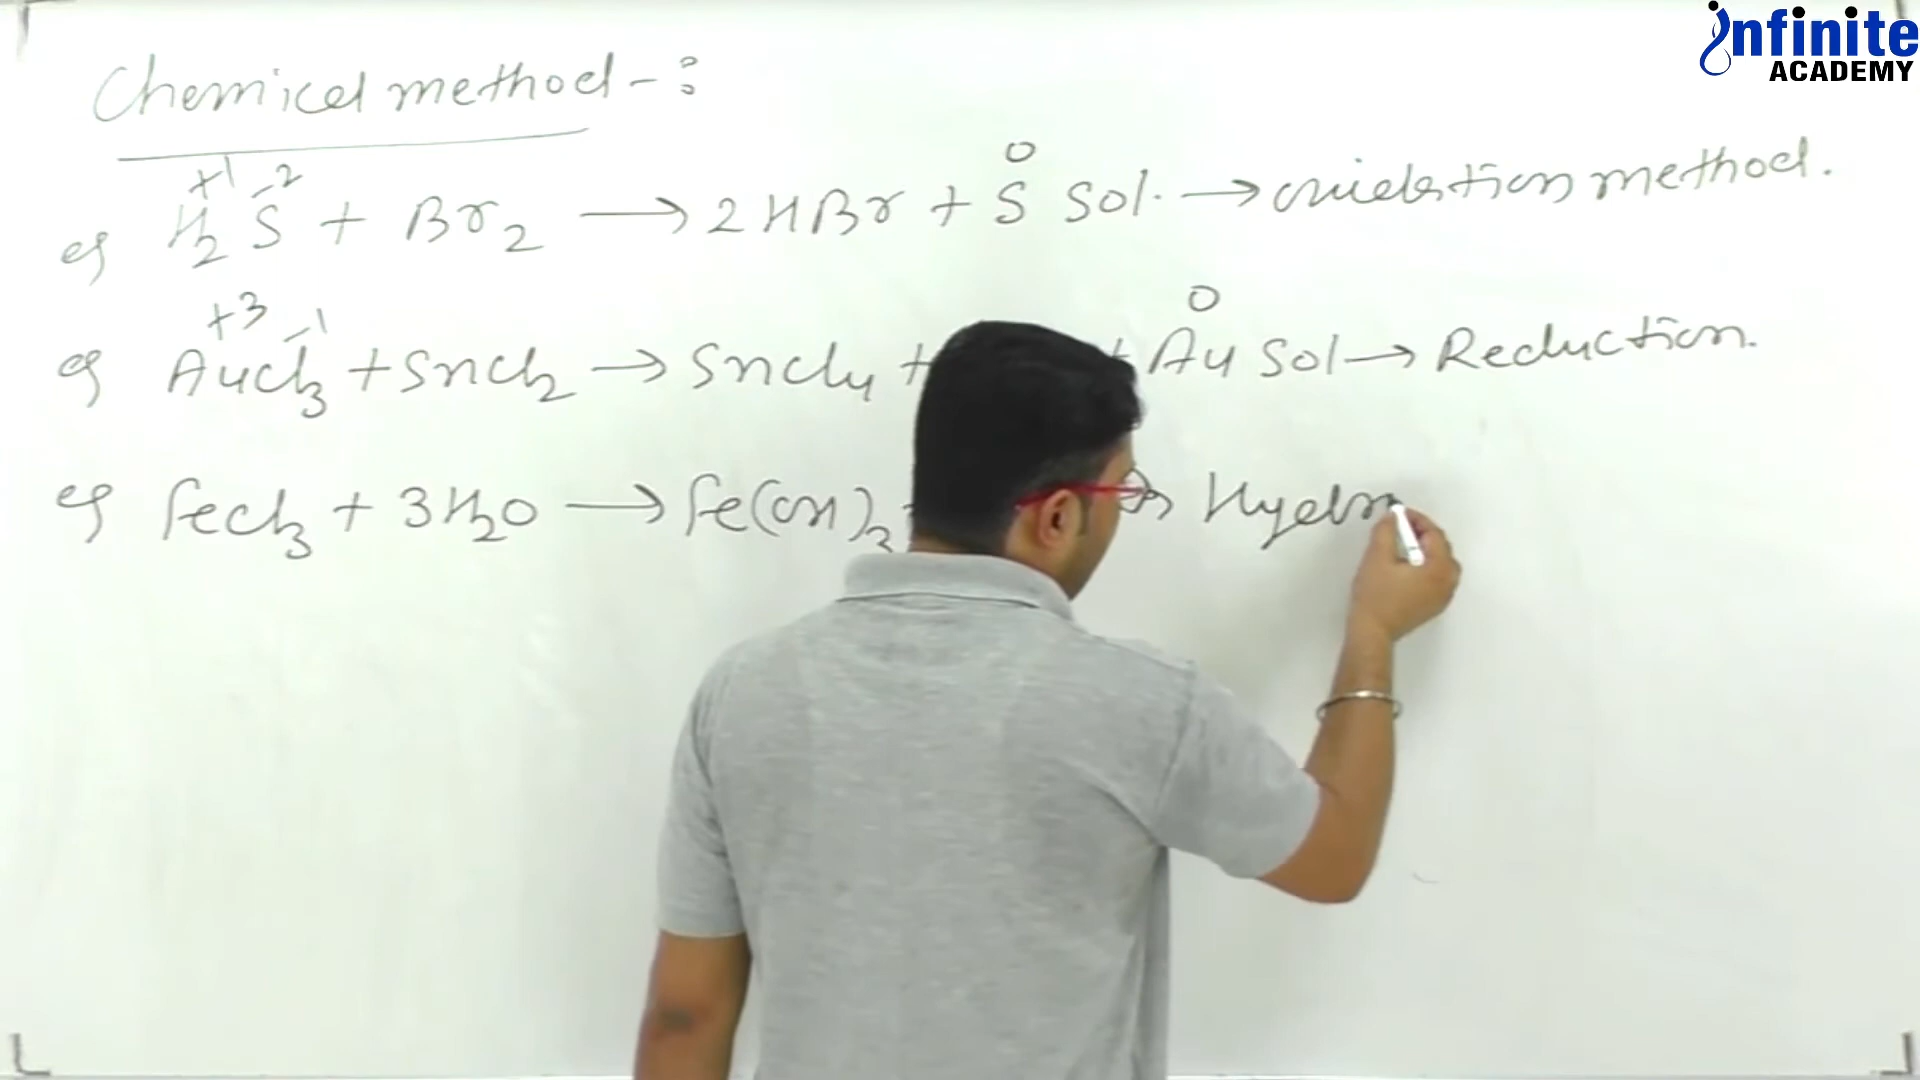 infinite
ACADEMY
Chemical method -:
+1 -2 0
eg H2S + Br2 → 2HBr + S Sol. → oxidation method.
+3 -1 0
eg AuCl3 + SnCl2 → SnCl4 + + Au Sol → Reduction.
eg FeCl3 + 3H2O → Fe(OH)3 + → Hydro